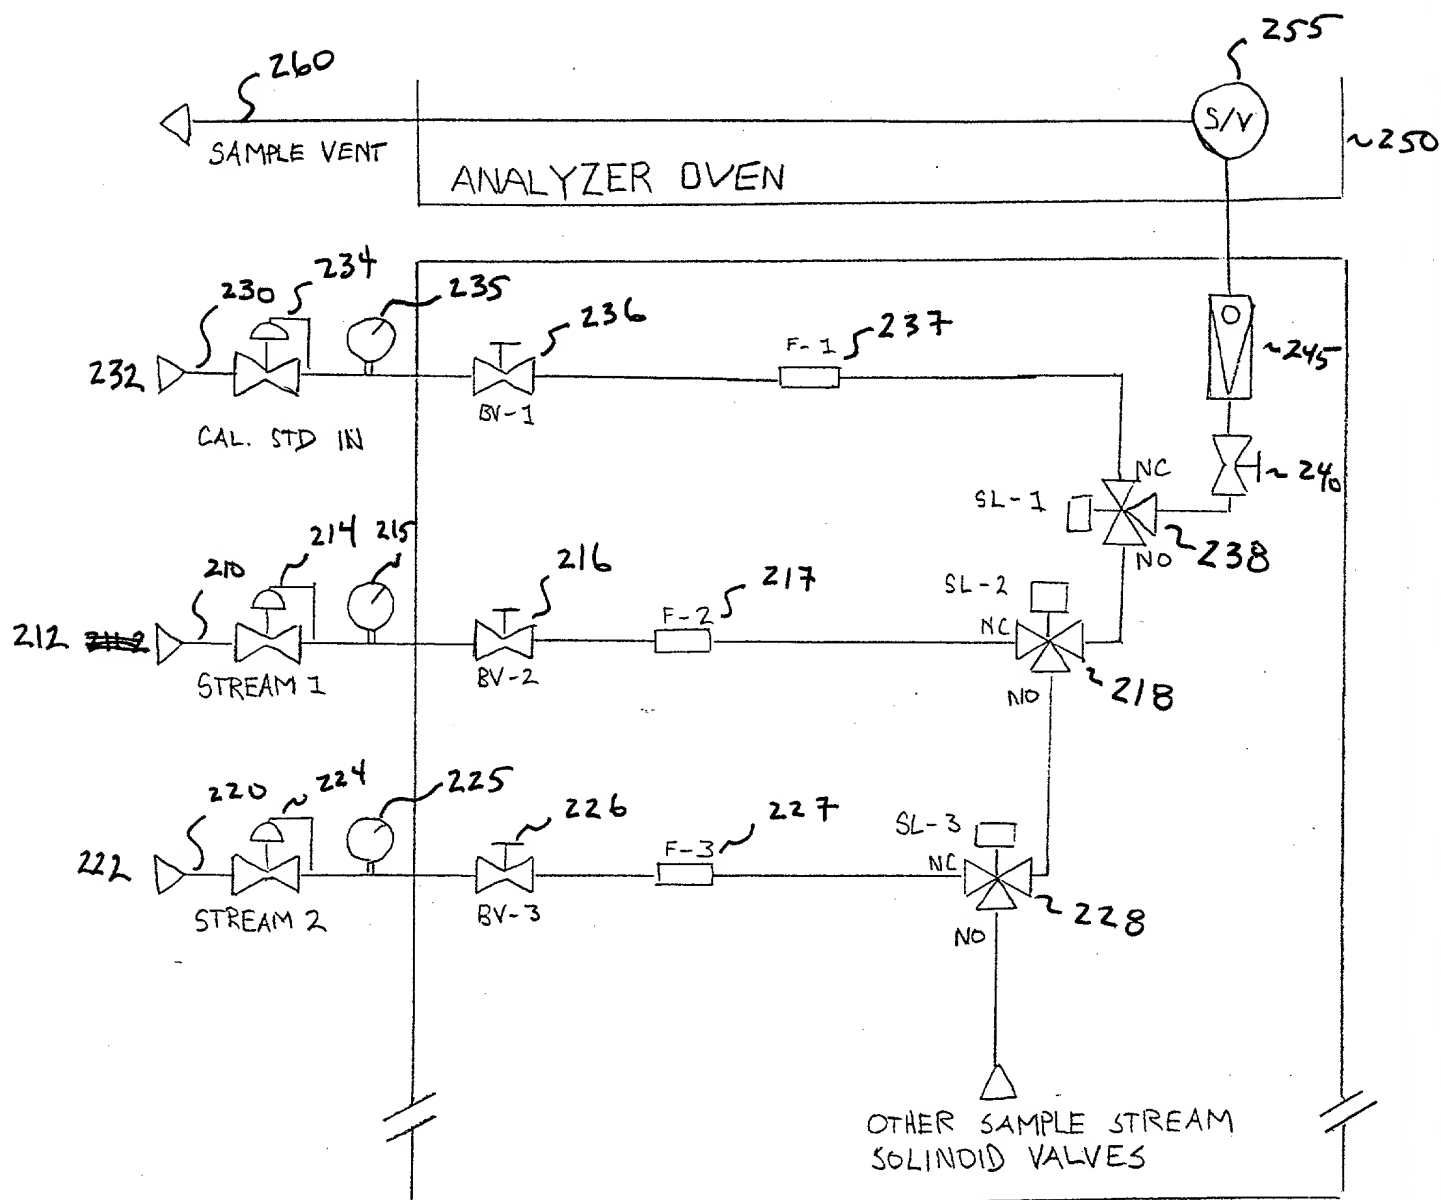 255
260
S/V
250
SAMPLE VENT
ANALYZER OVEN
234
230
235
236
F-1
237
245
232
BV-1
CAL. STD IN
NC
240
SL-1
214
215
NO
238
210
216
217
SL-2
F-2
NC
212
BV-2
STREAM 1
NO
218
220
224
225
226
227
SL-3
F-3
NC
222
STREAM 2
BV-3
228
NO
OTHER SAMPLE STREAM
SOLINOID VALVES